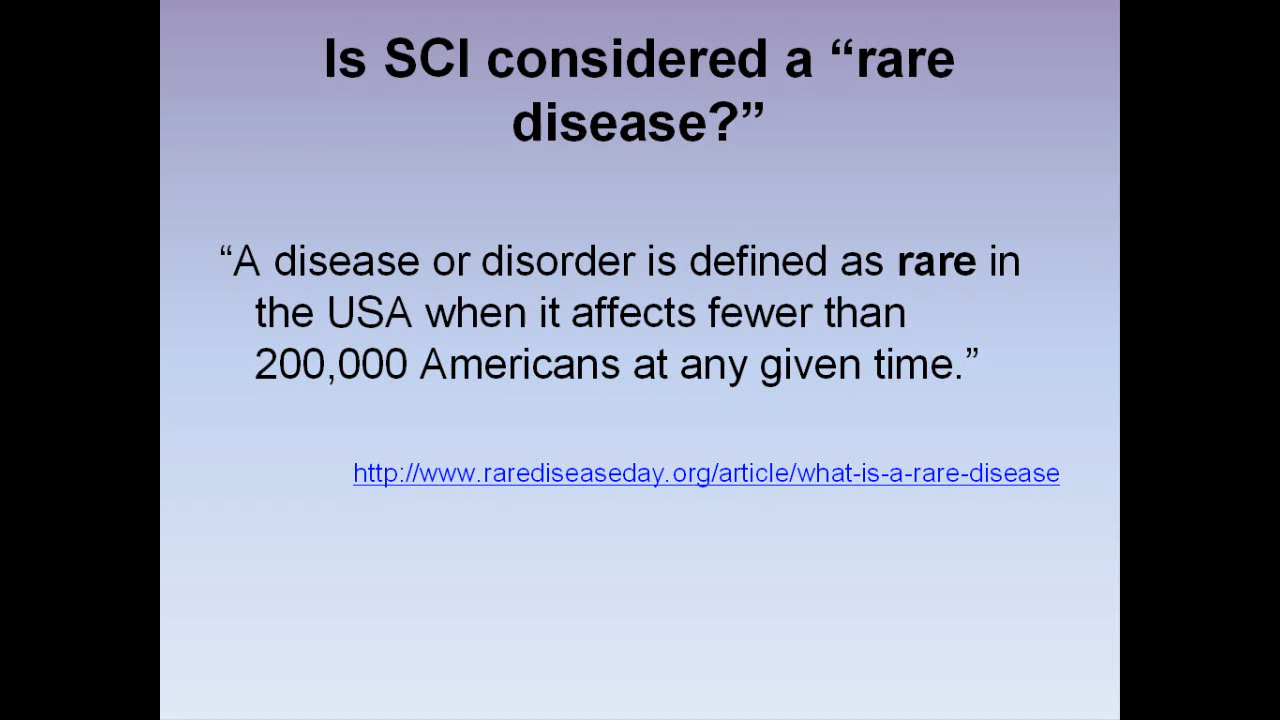 Is SCI considered a “rare
disease?”
“A disease or disorder is defined as rare in
the USA when it affects fewer than
200,000 Americans at any given time.”
http://www.rarediseaseday.org/article/what-is-a-rare-disease